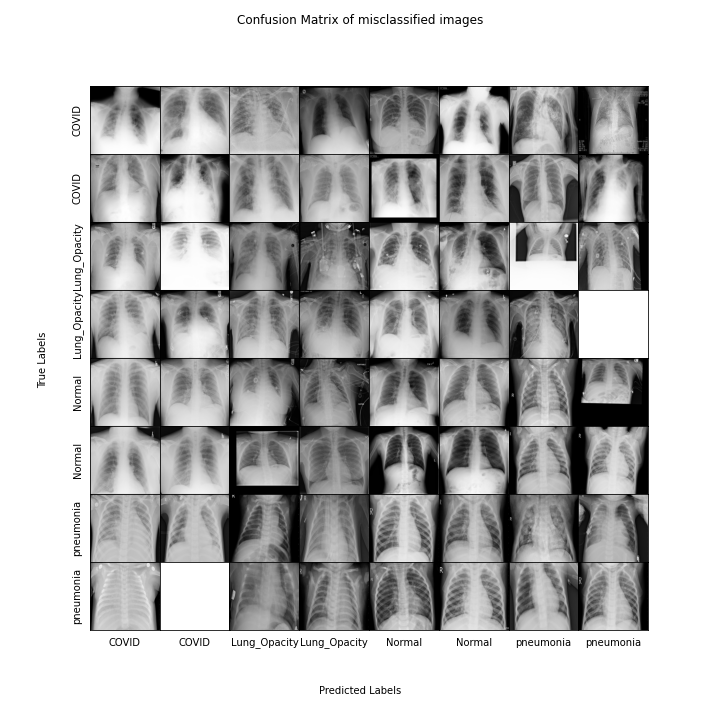 Confusion Matrix of misclassified images
True Labels
COVID
COVID
Lung_Opacity
Lung_Opacity
Normal
Normal
pneumonia
pneumonia
COVID COVID Lung_Opacity Lung_Opacity Normal Normal pneumonia pneumonia
Predicted Labels